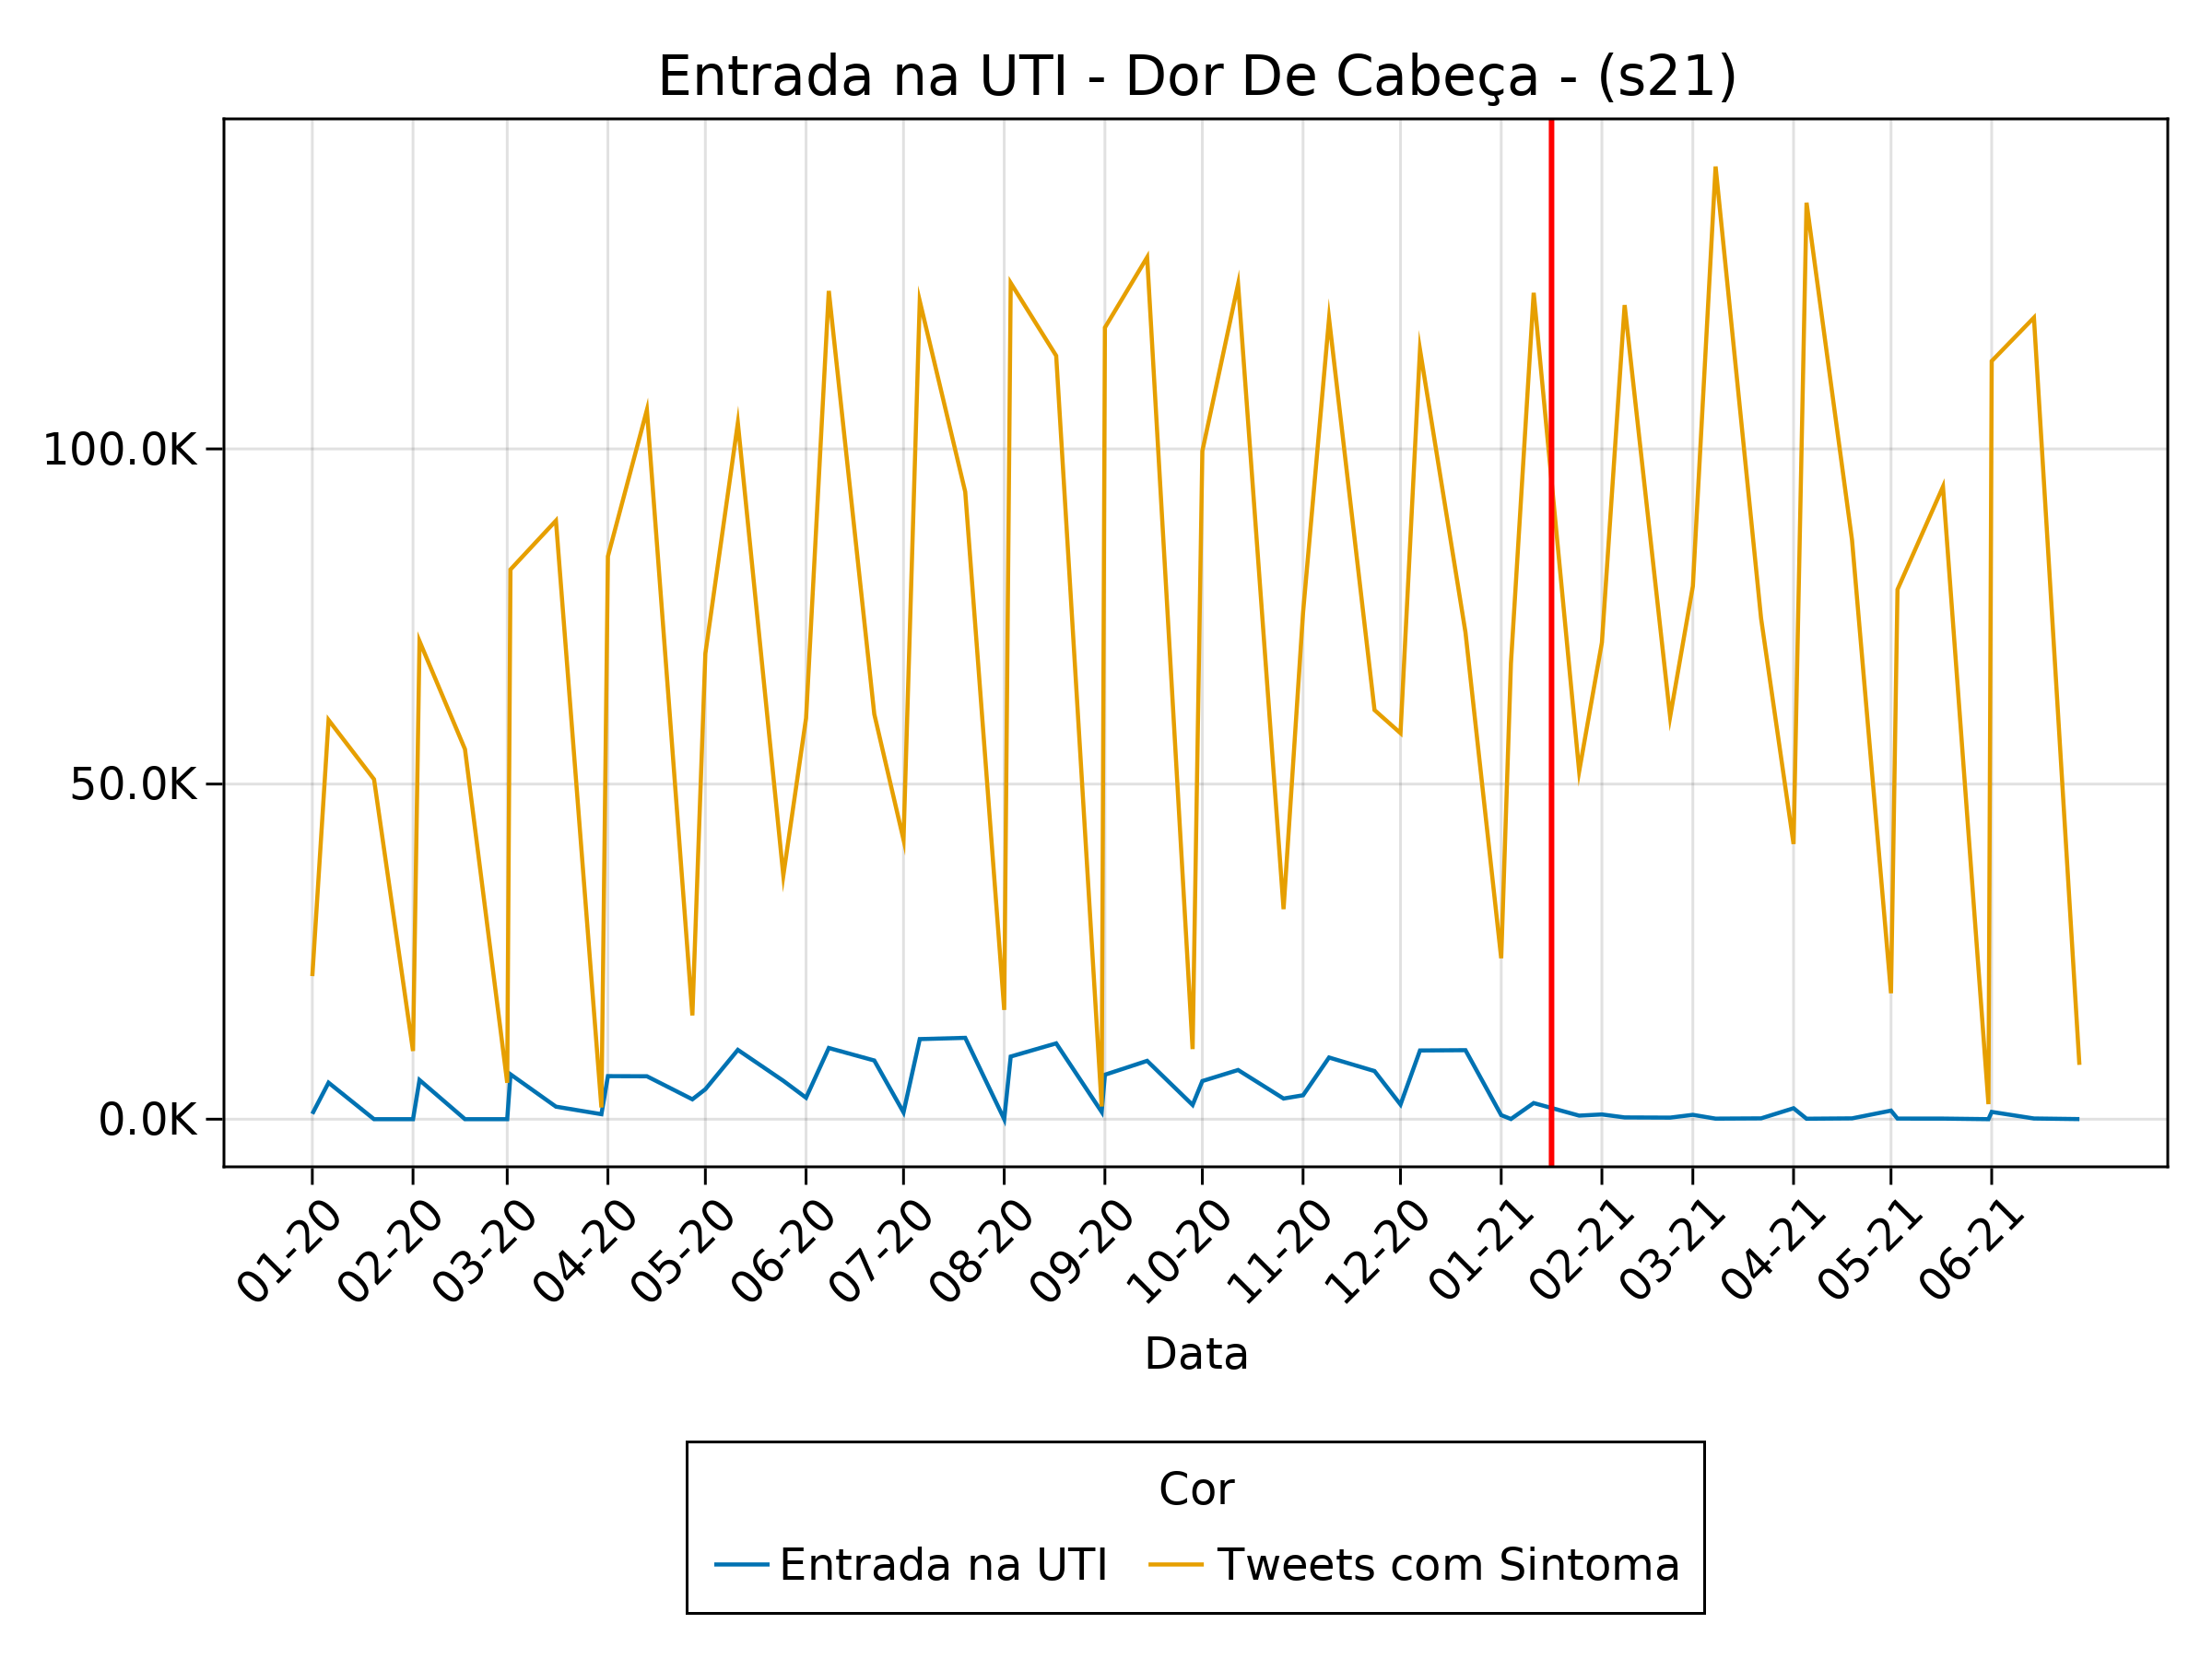 Entrada na UTI - Dor De Cabeça - (s21)
100.0K
50.0K
0.0K
01-20 02-20 03-20 04-20 05-20 06-20 07-20 08-20 09-20 10-20 11-20 12-20 01-21 02-21 03-21 04-21 05-21 06-21
Data
Cor
Entrada na UTI Tweets com Sintoma